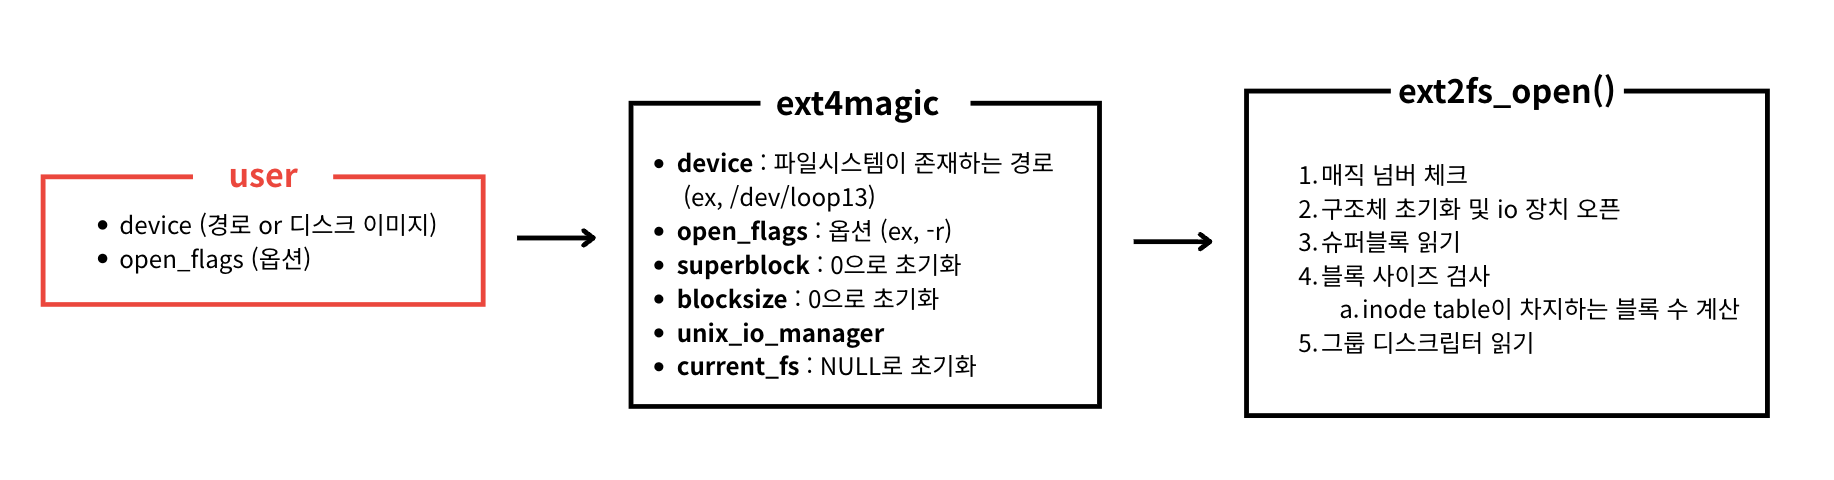 user
• device (경로 or 디스크 이미지)
• open_flags (옵션)
ext4magic
• device : 파일시스템이 존재하는 경로
(ex, /dev/loop13)
• open_flags : 옵션 (ex, -r)
• superblock : 0으로 초기화
• blocksize : 0으로 초기화
• unix_io_manager
• current_fs : NULL로 초기화
ext2fs_open()
1. 매직 넘버 체크
2. 구조체 초기화 및 io 장치 오픈
3. 슈퍼블록 읽기
4. 블록 사이즈 검사
a. inode table이 차지하는 블록 수 계산
5. 그룹 디스크립터 읽기